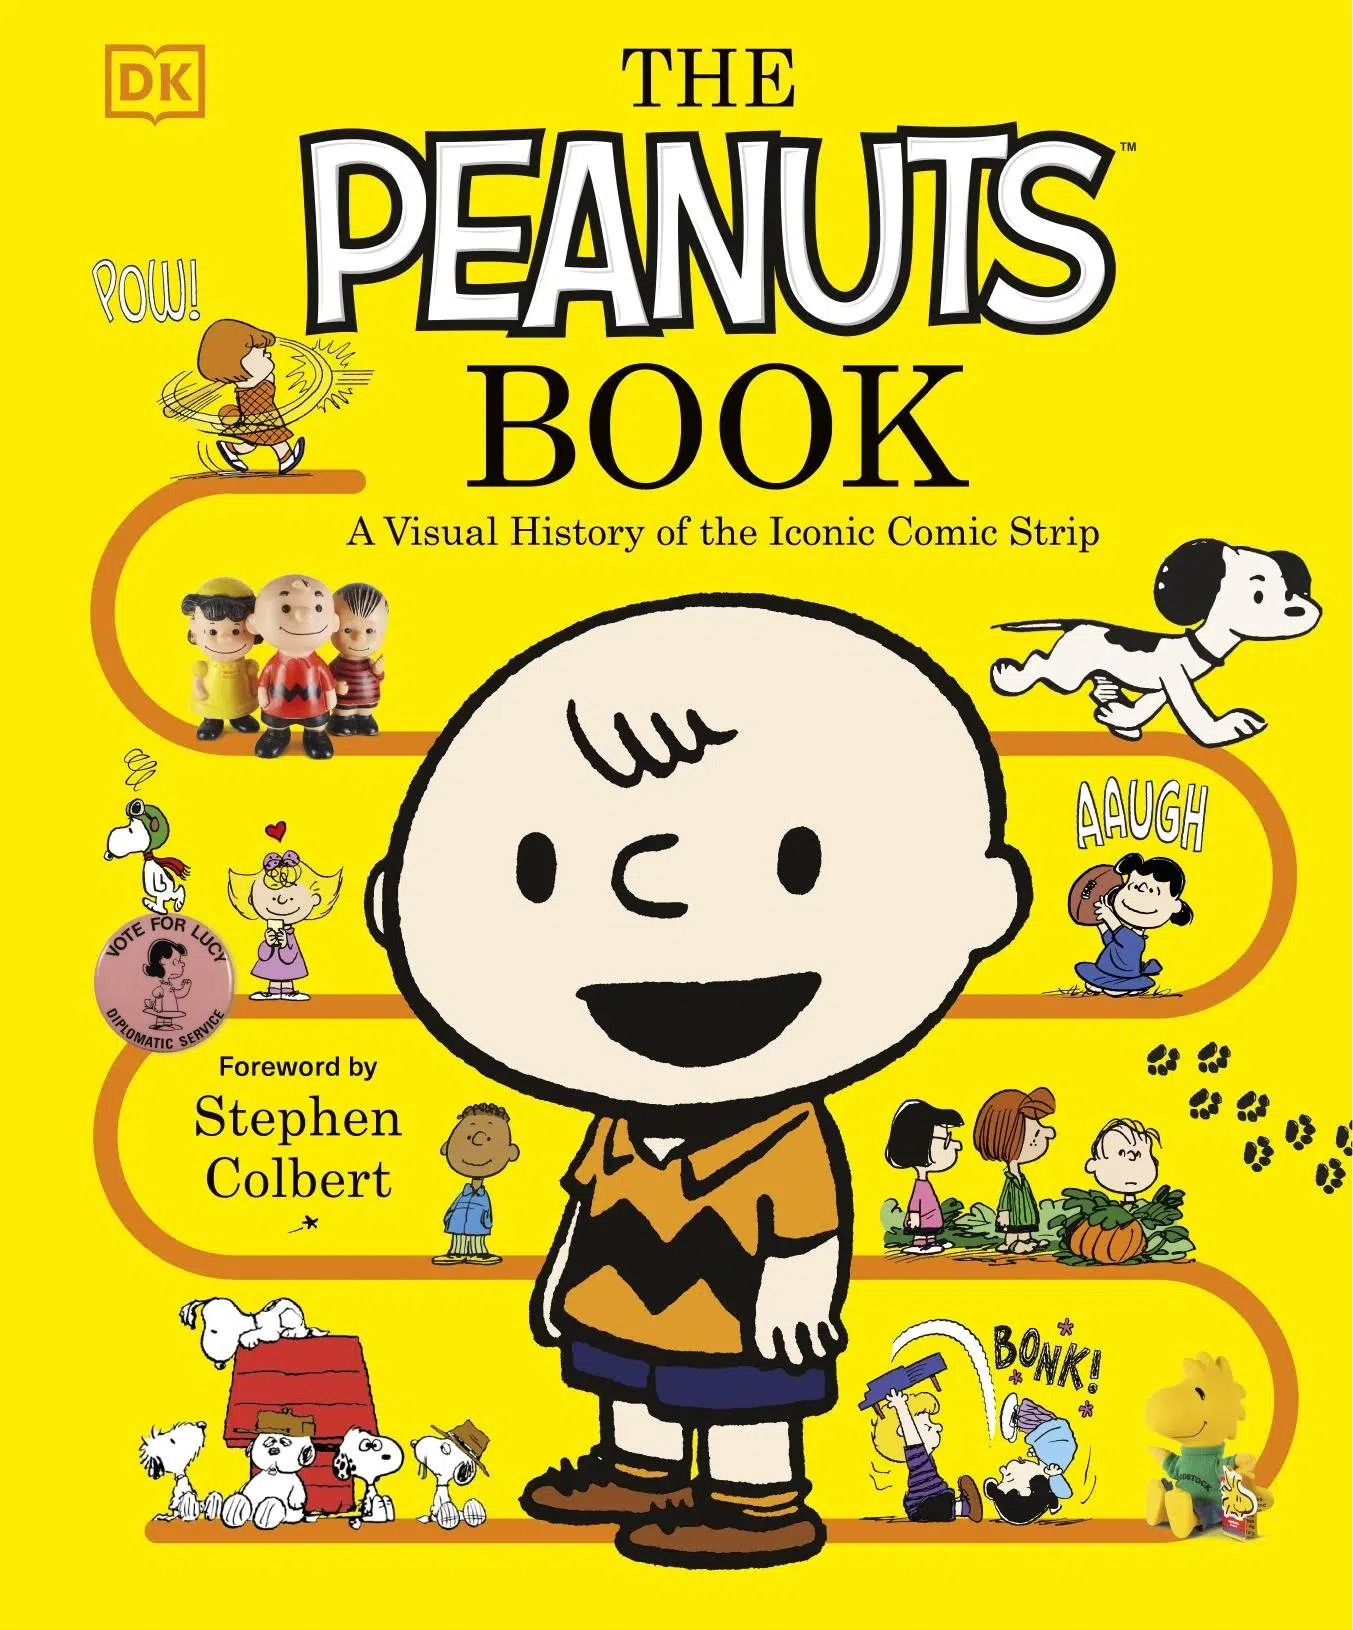 DK
THE
PEANUTS™
BOOK
A Visual History of the Iconic Comic Strip
POW!
AAUGH
VOTE FOR LUCY
DIPLOMATIC SERVICE
Foreword by
Stephen
Colbert
BONK!